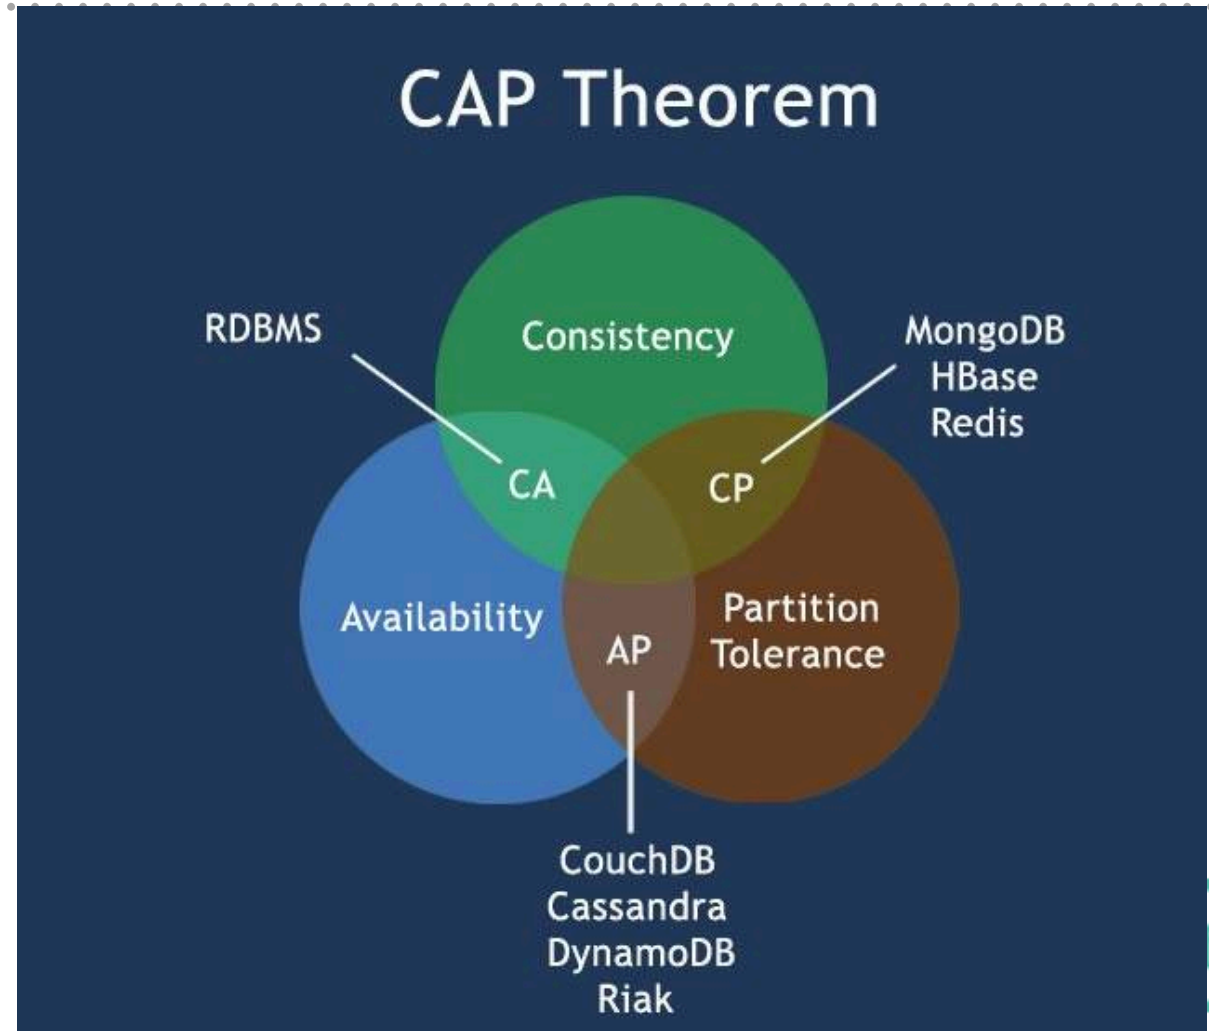 CAP Theorem
RDBMS
Consistency
MongoDB
HBase
Redis
CA
CP
Availability
Partition
Tolerance
AP
CouchDB
Cassandra
DynamoDB
Riak